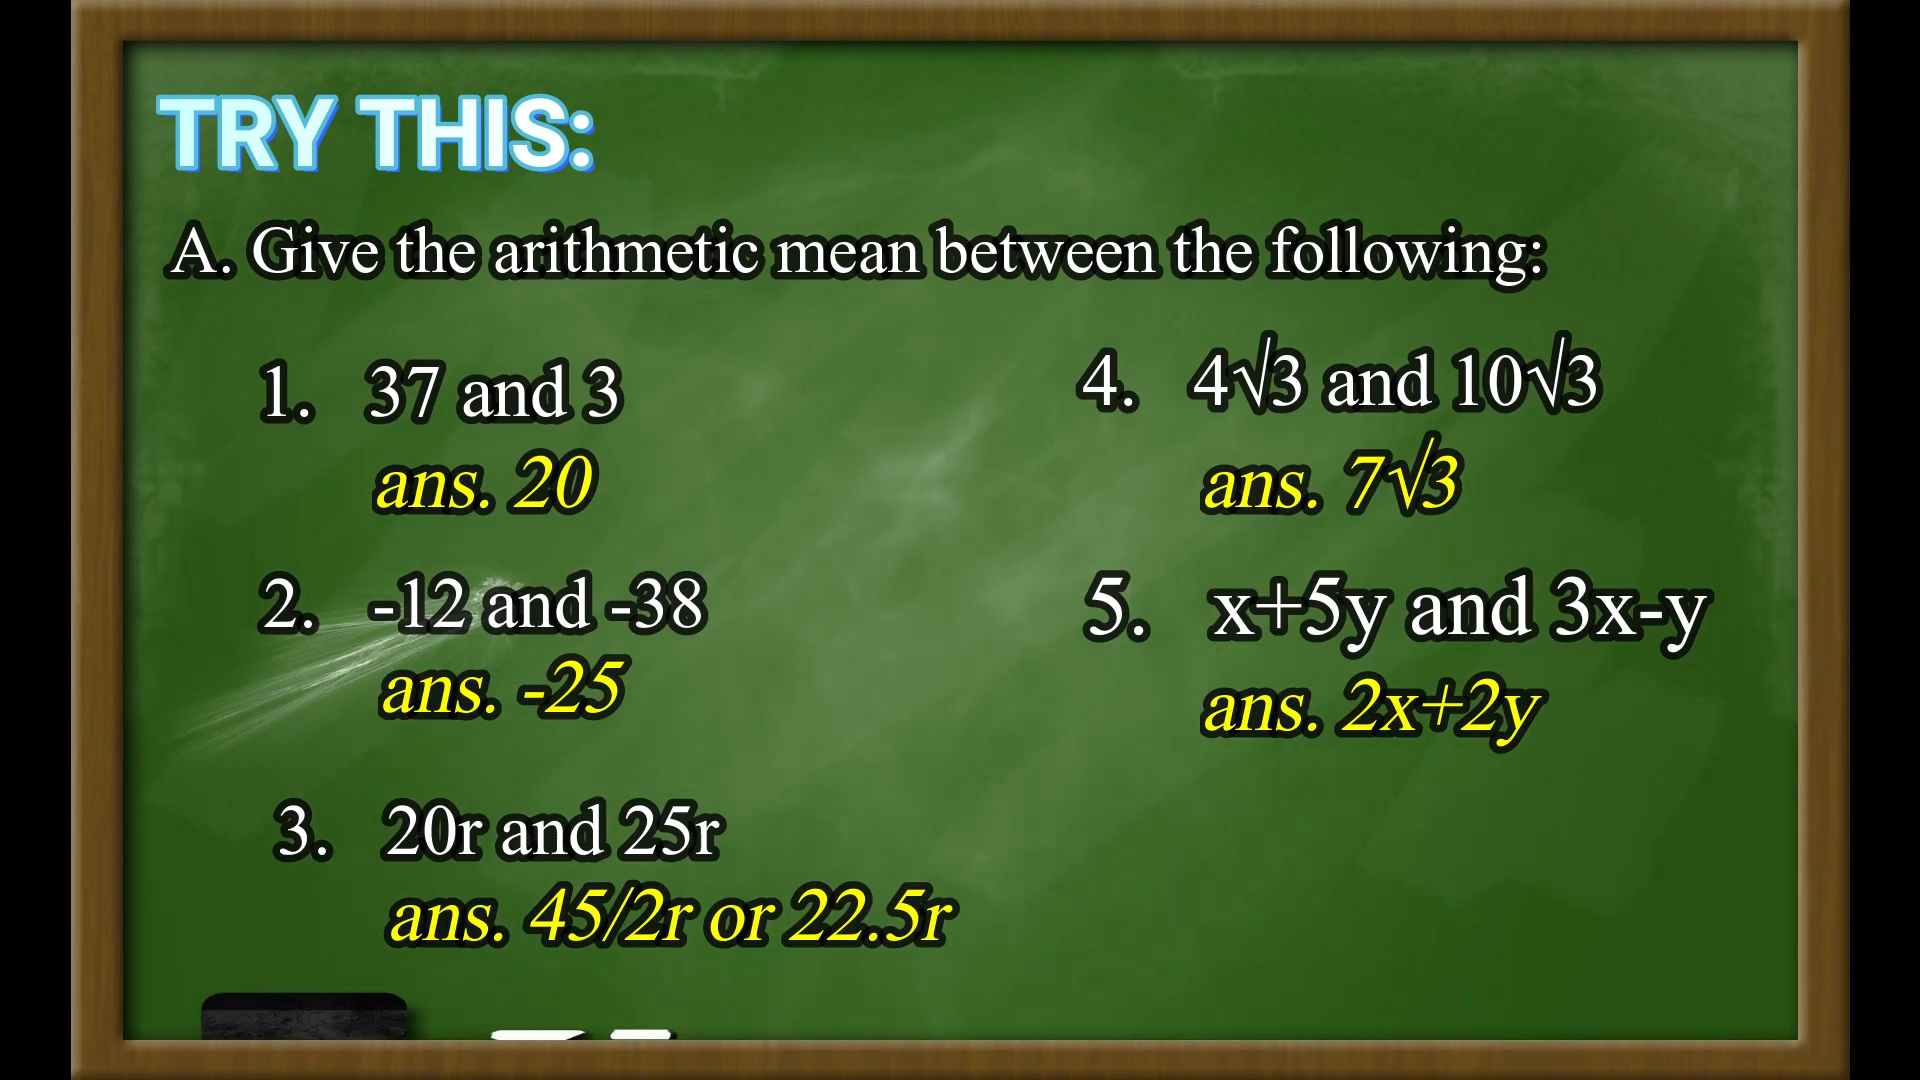 TRY THIS:
A. Give the arithmetic mean between the following:
1. 37 and 3
ans. 20
2. -12 and -38
ans. -25
3. 20r and 25r
ans. 45/2r or 22.5r
4. 4√3 and 10√3
ans. 7√3
5. x+5y and 3x-y
ans. 2x+2y